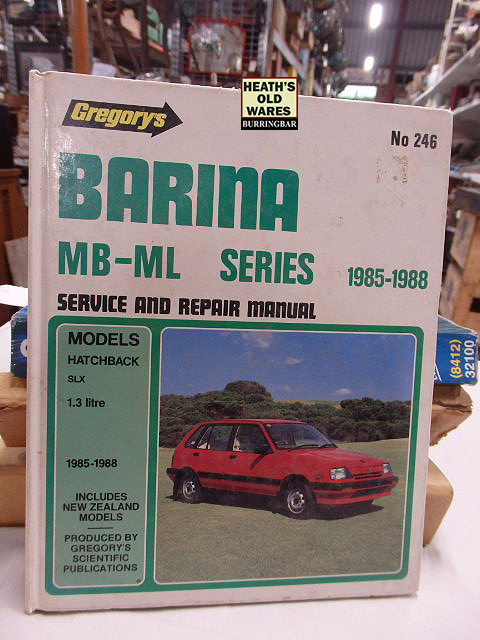 HEATH'S
OLD
WARES
BURRINGBAR
Gregory's
No 246
BARINA
MB-ML SERIES 1985-1988
SERVICE AND REPAIR MANUAL
MODELS
HATCHBACK
SLX
1.3 litre
1985-1988
INCLUDES
NEW ZEALAND
MODELS
PRODUCED BY
GREGORY'S
SCIENTIFIC
PUBLICATIONS
(8412)
32100